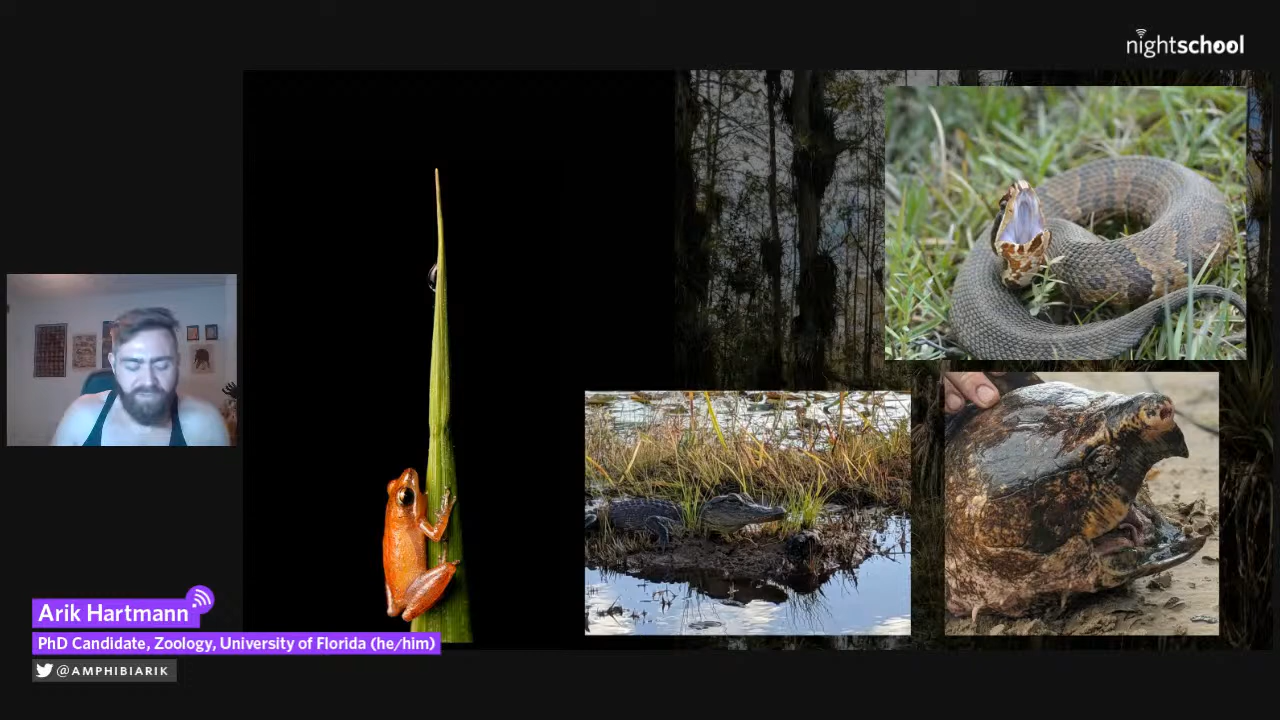 nightschool
Arik Hartmann
PhD Candidate, Zoology, University of Florida (he/him)
@AMPHIBIARIK